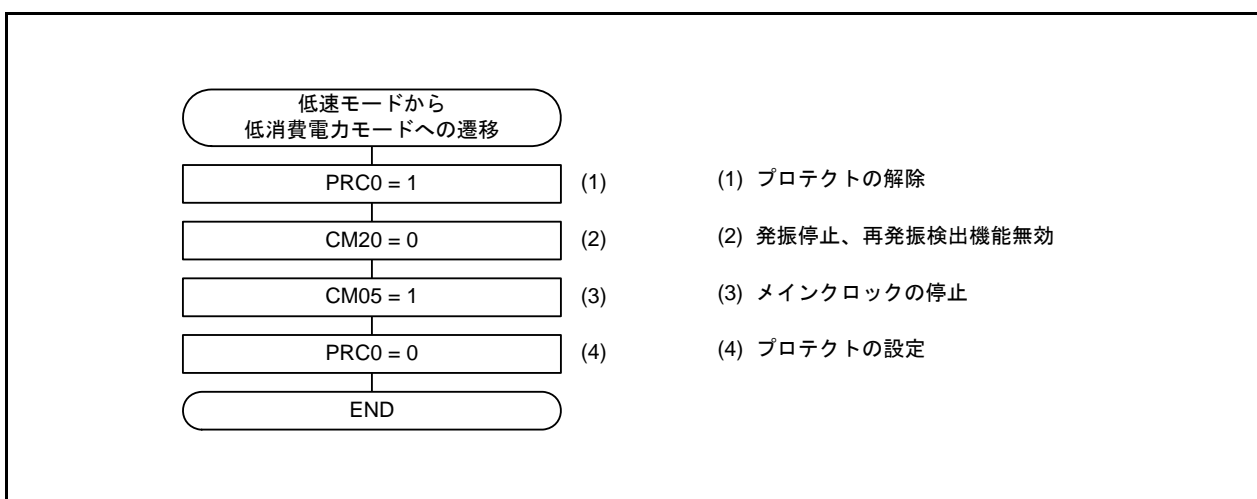 低速モードから
低消費電力モードへの遷移
PRC0 = 1 (1) (1) プロテクトの解除
CM20 = 0 (2) (2) 発振停止、再発振検出機能無効
CM05 = 1 (3) (3) メインクロックの停止
PRC0 = 0 (4) (4) プロテクトの設定
END